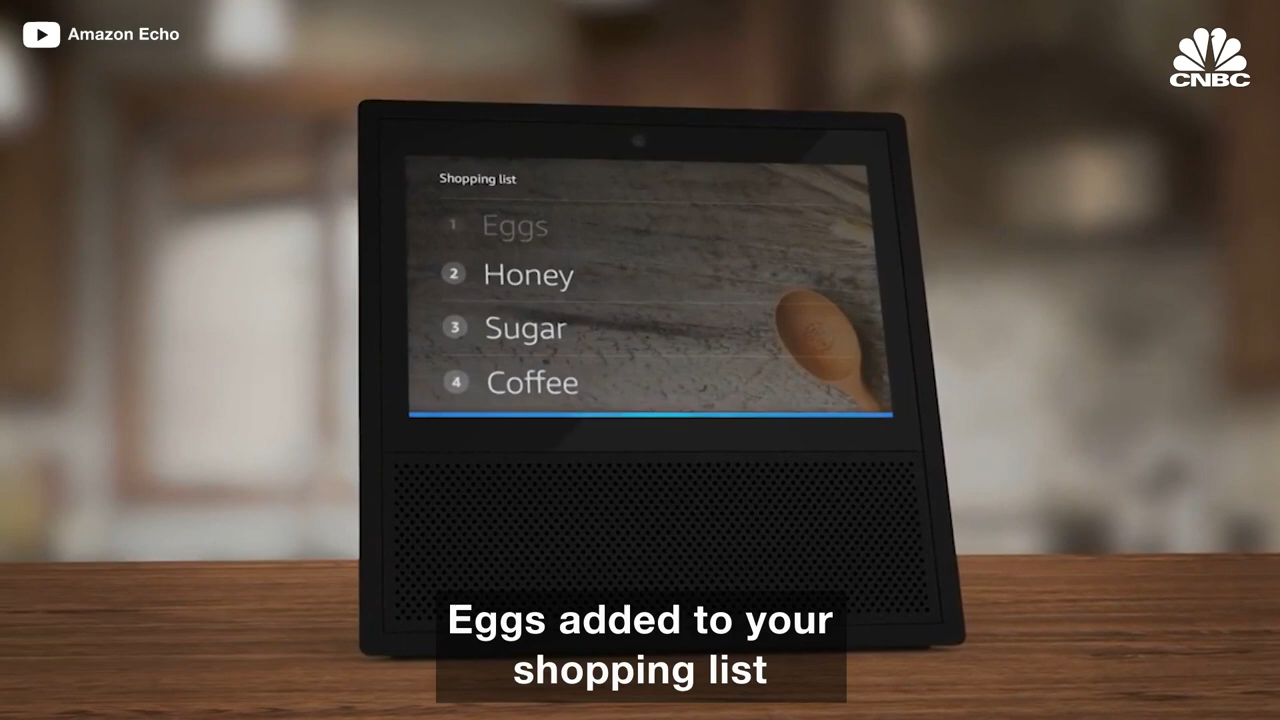 Amazon Echo
CNBC
Shopping list
1 Eggs
2 Honey
3 Sugar
4 Coffee
Eggs added to your
shopping list